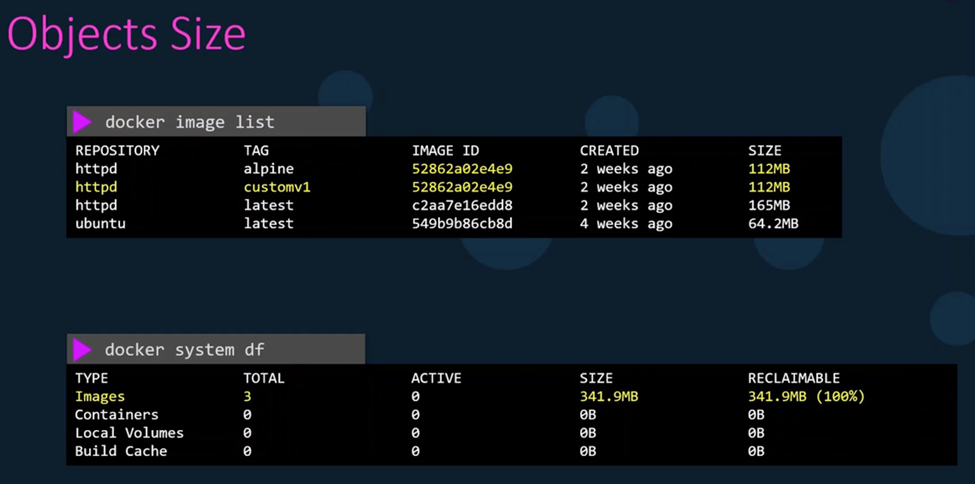 Objects Size
docker image list
REPOSITORY TAG IMAGE ID CREATED SIZE
httpd alpine 52862a02e4e9 2 weeks ago 112MB
httpd customv1 52862a02e4e9 2 weeks ago 112MB
httpd latest c2aa7e16edd8 2 weeks ago 165MB
ubuntu latest 549b9b86cb8d 4 weeks ago 64.2MB
docker system df
TYPE TOTAL ACTIVE SIZE RECLAIMABLE
Images 3 0 341.9MB 341.9MB (100%)
Containers 0 0 0B 0B
Local Volumes 0 0 0B 0B
Build Cache 0 0 0B 0B